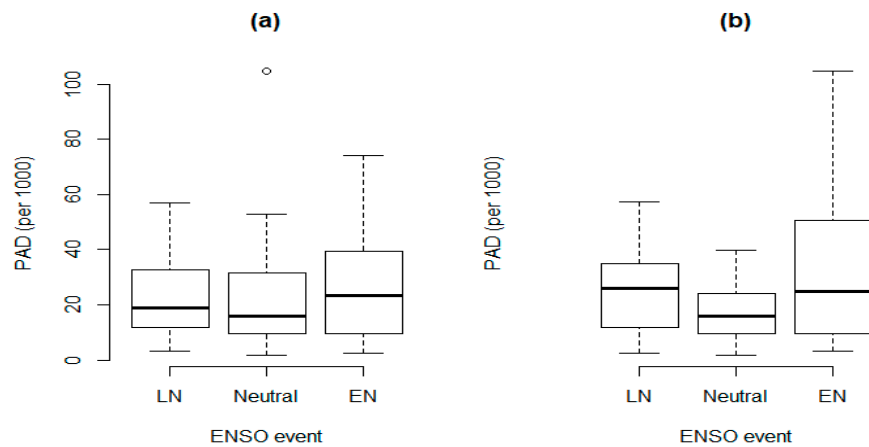 (a)
(b)
PAD (per 1000)
100
80
60
40
20
0
LN Neutral EN
ENSO event
PAD (per 1000)
LN Neutral EN
ENSO event